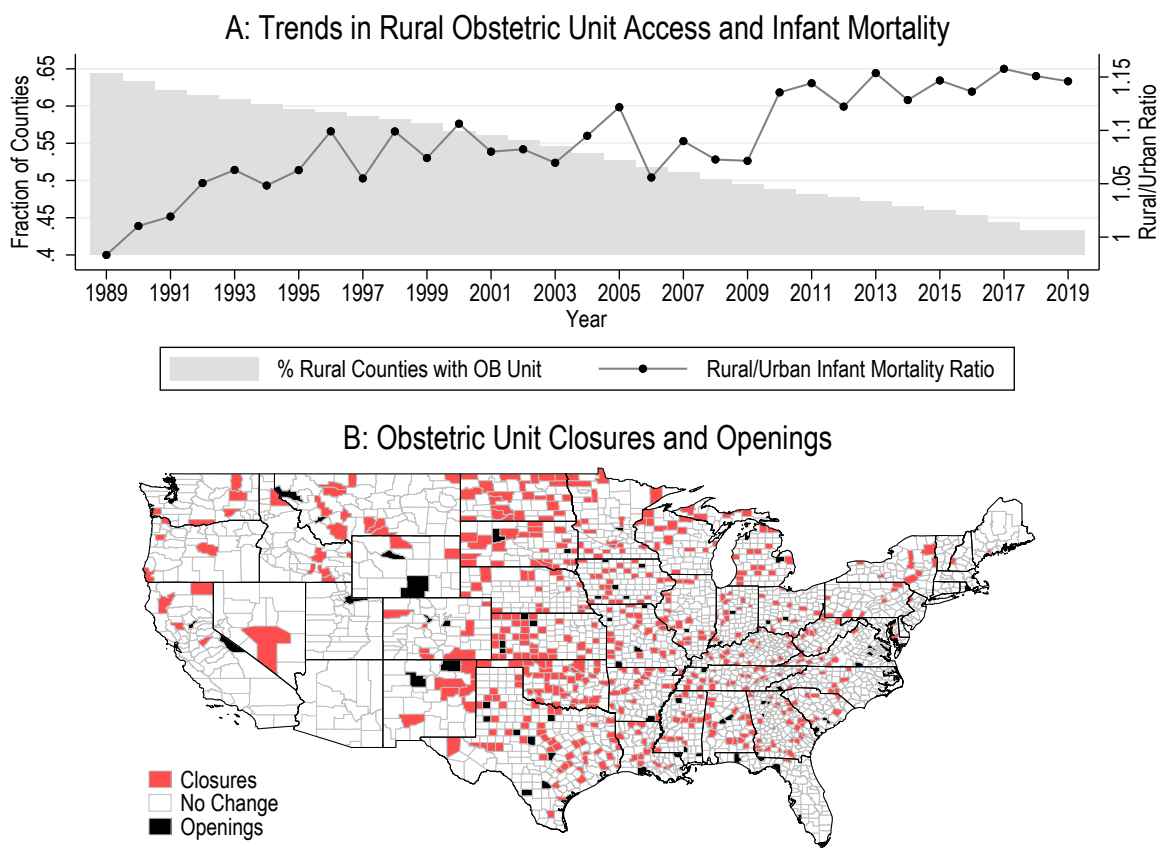 A: Trends in Rural Obstetric Unit Access and Infant Mortality
Fraction of Counties
.65
.6
.55
.5
.45
.4
1.15
1.1
1.05
1
Rural/Urban Ratio
1989 1991 1993 1995 1997 1999 2001 2003 2005 2007 2009 2011 2013 2015 2017 2019
Year
% Rural Counties with OB Unit Rural/Urban Infant Mortality Ratio
B: Obstetric Unit Closures and Openings
Closures
No Change
Openings